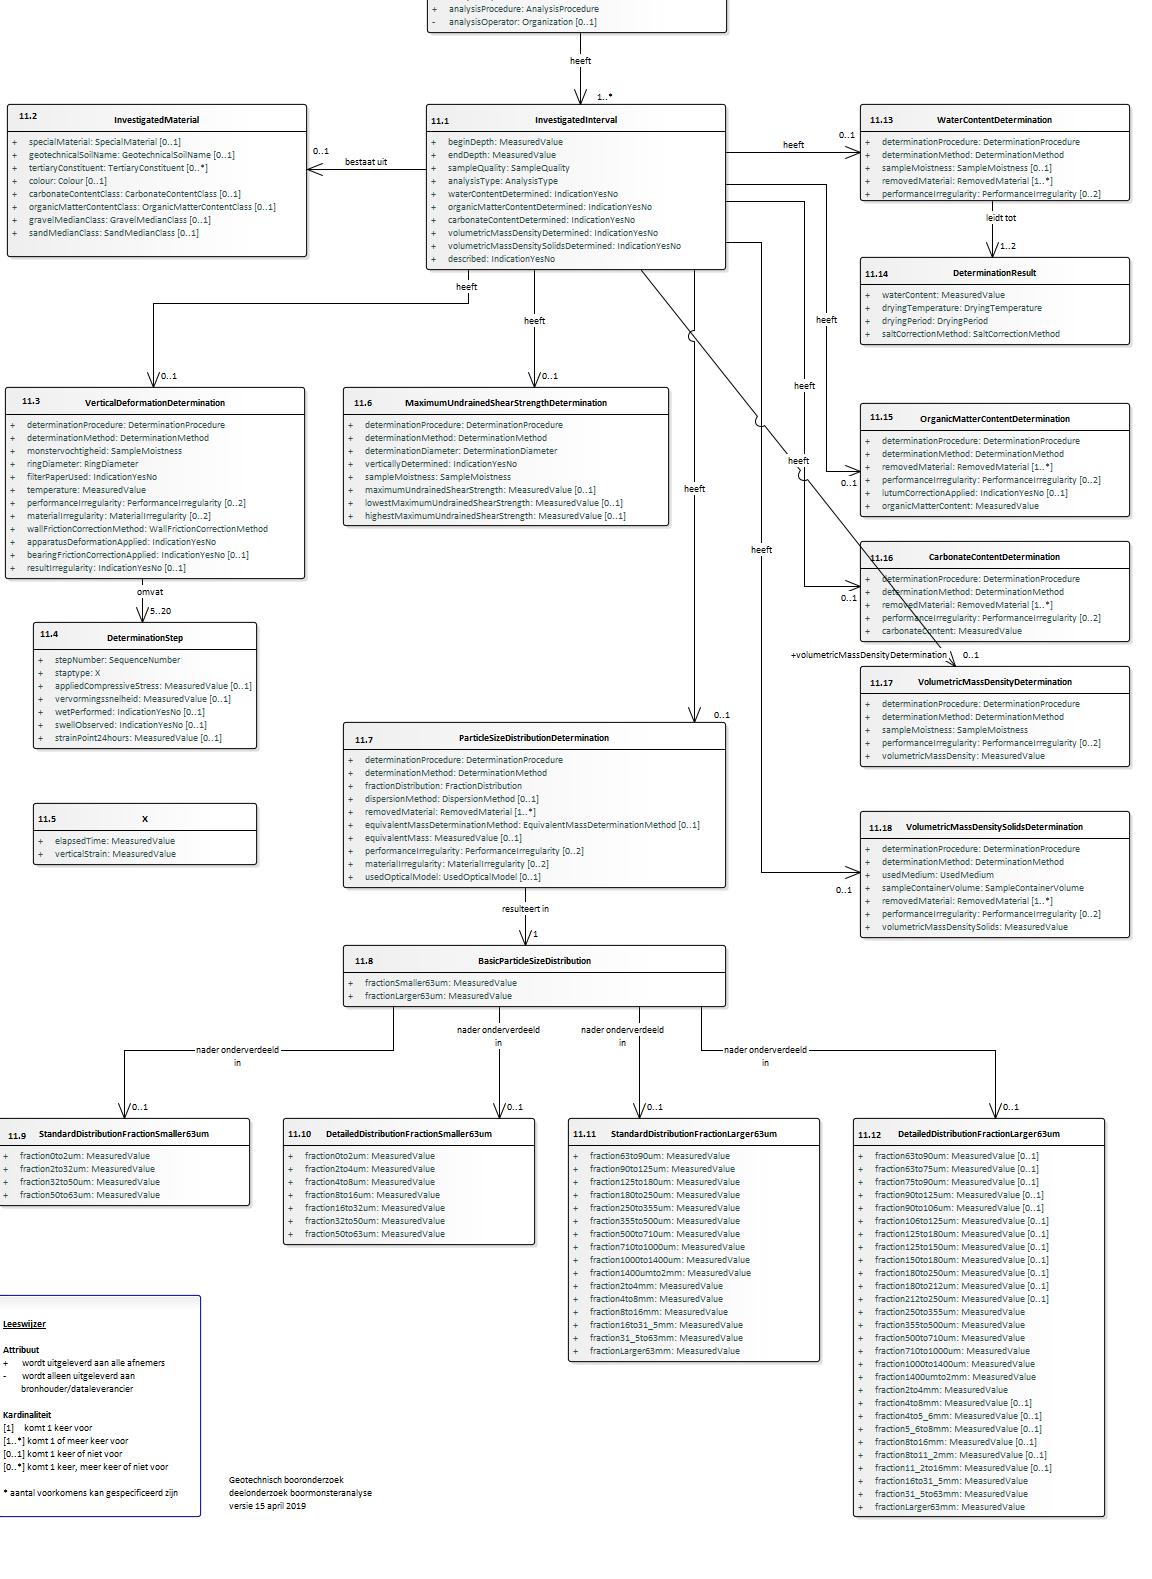 + analysisProcedure: AnalysisProcedure
- analysisOperator: Organization [0..1]
heeft
1..*
11.2 InvestigatedMaterial
+ specialMaterial: SpecialMaterial [0..1]
+ geotechnicalSoilName: GeotechnicalSoilName [0..1]
+ tertiaryConstituent: TertiaryConstituent [0..*]
+ colour: Colour [0..1]
+ carbonateContentClass: CarbonateContentClass [0..1]
+ organicMatterContentClass: OrganicMatterContentClass [0..1]
+ gravelMedianClass: GravelMedianClass [0..1]
+ sandMedianClass: SandMedianClass [0..1]
0..1
bestaat uit
11.1 InvestigatedInterval
+ beginDepth: MeasuredValue
+ endDepth: MeasuredValue
+ sampleQuality: SampleQuality
+ analysisType: AnalysisType
+ waterContentDetermined: IndicationYesNo
+ organicMatterContentDetermined: IndicationYesNo
+ carbonateContentDetermined: IndicationYesNo
+ volumetricMassDensityDetermined: IndicationYesNo
+ volumetricMassDensitySolidsDetermined: IndicationYesNo
+ described: IndicationYesNo
heeft
0..1
11.13 WaterContentDetermination
+ determinationProcedure: DeterminationProcedure
+ determinationMethod: DeterminationMethod
+ sampleMoistness: SampleMoistness [0..1]
+ removedMaterial: RemovedMaterial [1..*]
+ performanceIrregularity: PerformanceIrregularity [0..2]
leidt tot
1..2
11.14 DeterminationResult
+ waterContent: MeasuredValue
+ dryingTemperature: DryingTemperature
+ dryingPeriod: DryingPeriod
+ saltCorrectionMethod: SaltCorrectionMethod
heeft
0..1
heeft
0..1
heeft
0..1
heeft
0..1
heeft
0..1
heeft
0..1
11.3 VerticalDeformationDetermination
+ determinationProcedure: DeterminationProcedure
+ determinationMethod: DeterminationMethod
+ monstervochtigheid: SampleMoistness
+ ringDiameter: RingDiameter
+ filterPaperUsed: IndicationYesNo
+ temperature: MeasuredValue
+ performanceIrregularity: PerformanceIrregularity [0..2]
+ materialIrregularity: MaterialIrregularity [0..2]
+ wallFrictionCorrectionMethod: WallFrictionCorrectionMethod
+ apparatusDeformationApplied: IndicationYesNo
+ bearingFrictionCorrectionApplied: IndicationYesNo [0..1]
+ resultIrregularity: IndicationYesNo [0..1]
omvat
5..20
11.6 MaximumUndrainedShearStrengthDetermination
+ determinationProcedure: DeterminationProcedure
+ determinationMethod: DeterminationMethod
+ determinationDiameter: DeterminationDiameter
+ verticallyDetermined: IndicationYesNo
+ sampleMoistness: SampleMoistness
+ maximumUndrainedShearStrength: MeasuredValue [0..1]
+ lowestMaximumUndrainedShearStrength: MeasuredValue [0..1]
+ highestMaximumUndrainedShearStrength: MeasuredValue [0..1]
11.15 OrganicMatterContentDetermination
+ determinationProcedure: DeterminationProcedure
+ determinationMethod: DeterminationMethod
+ removedMaterial: RemovedMaterial [1..*]
+ performanceIrregularity: PerformanceIrregularity [0..2]
+ lutumCorrectionApplied: IndicationYesNo [0..1]
+ organicMatterContent: MeasuredValue
heeft
11.16 CarbonateContentDetermination
+ determinationProcedure: DeterminationProcedure
+ determinationMethod: DeterminationMethod
+ removedMaterial: RemovedMaterial [1..*]
+ performanceIrregularity: PerformanceIrregularity [0..2]
+ carbonateContent: MeasuredValue
+volumetricMassDensityDetermination 0..1
11.17 VolumetricMassDensityDetermination
+ determinationProcedure: DeterminationProcedure
+ determinationMethod: DeterminationMethod
+ sampleMoistness: SampleMoistness
+ performanceIrregularity: PerformanceIrregularity [0..2]
+ volumetricMassDensity: MeasuredValue
11.4 DeterminationStep
+ stepNumber: SequenceNumber
+ staptype: X
+ appliedCompressiveStress: MeasuredValue [0..1]
+ vervormingssnelheid: MeasuredValue [0..1]
+ wetPerformed: IndicationYesNo [0..1]
+ swellObserved: IndicationYesNo [0..1]
+ strainPoint24hours: MeasuredValue [0..1]
11.5 X
+ elapsedTime: MeasuredValue
+ verticalStrain: MeasuredValue
11.7 ParticleSizeDistributionDetermination
+ determinationProcedure: DeterminationProcedure
+ determinationMethod: DeterminationMethod
+ fractionDistribution: FractionDistribution
+ dispersionMethod: DispersionMethod [0..1]
+ removedMaterial: RemovedMaterial [1..*]
+ equivalentMassDeterminationMethod: EquivalentMassDeterminationMethod [0..1]
+ equivalentMass: MeasuredValue [0..1]
+ performanceIrregularity: PerformanceIrregularity [0..2]
+ materialIrregularity: MaterialIrregularity [0..2]
+ usedOpticalModel: UsedOpticalModel [0..1]
11.18 VolumetricMassDensitySolidsDetermination
+ determinationProcedure: DeterminationProcedure
+ determinationMethod: DeterminationMethod
+ usedMedium: UsedMedium
+ sampleContainerVolume: SampleContainerVolume
+ removedMaterial: RemovedMaterial [1..*]
+ performanceIrregularity: PerformanceIrregularity [0..2]
+ volumetricMassDensitySolids: MeasuredValue
resulteert in
1
11.8 BasicParticleSizeDistribution
+ fractionSmaller63um: MeasuredValue
+ fractionLarger63um: MeasuredValue
nader onderverdeeld
in
0..1
nader onderverdeeld
in
0..1
nader onderverdeeld
in
0..1
nader onderverdeeld
in
0..1
11.9 StandardDistributionFractionSmaller63um
+ fraction0to2um: MeasuredValue
+ fraction2to32um: MeasuredValue
+ fraction32to50um: MeasuredValue
+ fraction50to63um: MeasuredValue
11.10 DetailedDistributionFractionSmaller63um
+ fraction0to2um: MeasuredValue
+ fraction2to4um: MeasuredValue
+ fraction4to8um: MeasuredValue
+ fraction8to16um: MeasuredValue
+ fraction16to32um: MeasuredValue
+ fraction32to50um: MeasuredValue
+ fraction50to63um: MeasuredValue
11.11 StandardDistributionFractionLarger63um
+ fraction63to90um: MeasuredValue
+ fraction90to125um: MeasuredValue
+ fraction125to180um: MeasuredValue
+ fraction180to250um: MeasuredValue
+ fraction250to355um: MeasuredValue
+ fraction355to500um: MeasuredValue
+ fraction500to710um: MeasuredValue
+ fraction710to1000um: MeasuredValue
+ fraction1000to1400um: MeasuredValue
+ fraction1400umto2mm: MeasuredValue
+ fraction2to4mm: MeasuredValue
+ fraction4to8mm: MeasuredValue
+ fraction8to16mm: MeasuredValue
+ fraction16to31_5mm: MeasuredValue
+ fraction31_5to63mm: MeasuredValue
+ fractionLarger63mm: MeasuredValue
11.12 DetailedDistributionFractionLarger63um
+ fraction63to90um: MeasuredValue [0..1]
+ fraction63to75um: MeasuredValue [0..1]
+ fraction75to90um: MeasuredValue [0..1]
+ fraction90to125um: MeasuredValue [0..1]
+ fraction90to106um: MeasuredValue [0..1]
+ fraction106to125um: MeasuredValue [0..1]
+ fraction125to180um: MeasuredValue [0..1]
+ fraction125to150um: MeasuredValue [0..1]
+ fraction150to180um: MeasuredValue [0..1]
+ fraction180to250um: MeasuredValue [0..1]
+ fraction180to212um: MeasuredValue [0..1]
+ fraction212to250um: MeasuredValue [0..1]
+ fraction250to355um: MeasuredValue
+ fraction355to500um: MeasuredValue
+ fraction500to710um: MeasuredValue
+ fraction710to1000um: MeasuredValue
+ fraction1000to1400um: MeasuredValue
+ fraction1400umto2mm: MeasuredValue
+ fraction2to4mm: MeasuredValue
+ fraction4to8mm: MeasuredValue [0..1]
+ fraction4to5_6mm: MeasuredValue [0..1]
+ fraction5_6to8mm: MeasuredValue [0..1]
+ fraction8to16mm: MeasuredValue [0..1]
+ fraction8to11_2mm: MeasuredValue [0..1]
+ fraction11_2to16mm: MeasuredValue [0..1]
+ fraction16to31_5mm: MeasuredValue
+ fraction31_5to63mm: MeasuredValue
+ fractionLarger63mm: MeasuredValue
Leeswijzer
Attribuut
+ wordt uitgeleverd aan alle afnemers
- wordt alleen uitgeleverd aan
bronhouder/dataleverancier
Kardinaliteit
[1] komt 1 keer voor
[1..*] komt 1 of meer keer voor
[0..1] komt 1 keer of niet voor
[0..*] komt 1 keer, meer keer of niet voor
* aantal voorkomens kan gespecificeerd zijn
Geotechnisch booronderzoek
deelonderzoek boormonsteranalyse
versie 15 april 2019